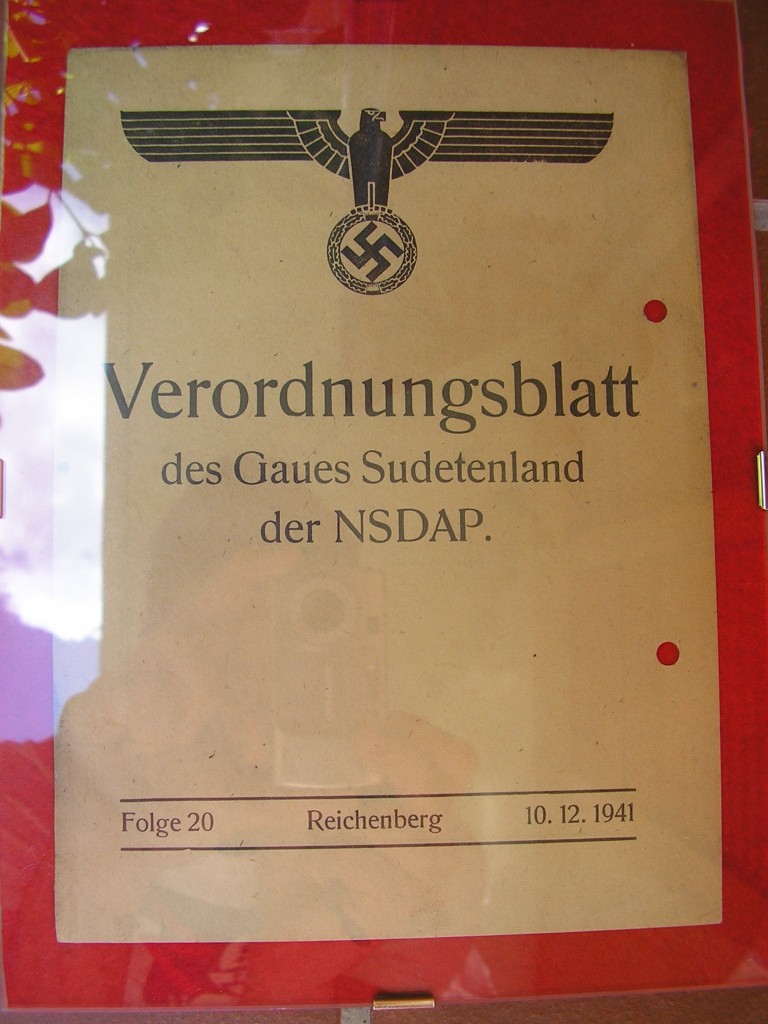 Verordnungsblatt
des Gaues Sudetenland
der NSDAP.
Folge 20 Reichenberg 10. 12. 1941